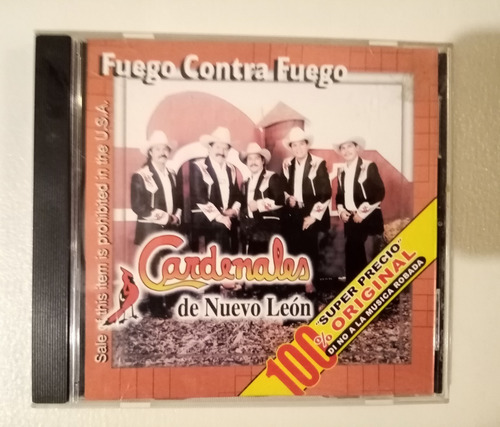 Fuego Contra Fuego
Sale of this item is prohibited in the U.S.A.
Cardenales
de Nuevo León
100%
"SUPER PRECIO"
ORIGINAL
DI NO A LA MUSICA ROBADA